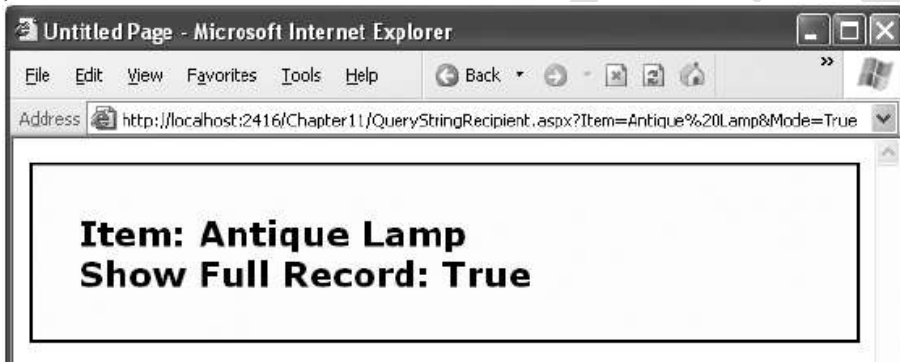 Untitled Page - Microsoft Internet Explorer
File Edit View Favorites Tools Help Back »
Address http://localhost:2416/Chapter11/QueryStringRecipient.aspx?Item=Antique%20Lamp&Mode=True
Item: Antique Lamp
Show Full Record: True